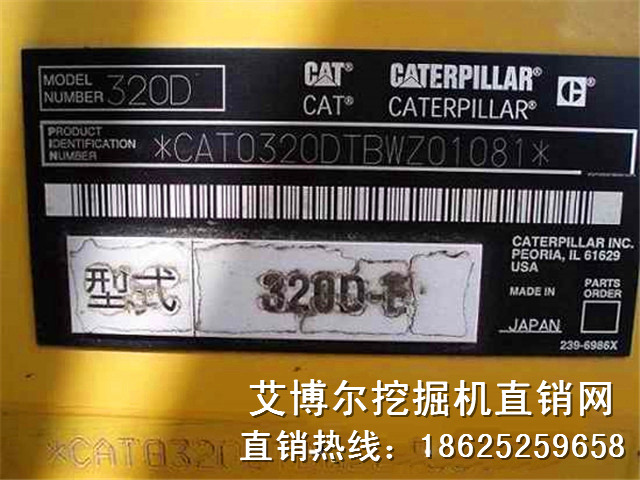 MODEL NUMBER 320D
CAT® CATERPILLAR® C
CAT® CATERPILLAR®
PRODUCT IDENTIFICATION NUMBER *CAT0320DTBWZ01081*
CATERPILLAR INC.
PEORIA, IL 61629
USA
MADE IN
PARTS ORDER
JAPAN
239-6986X
型式 320D-E
艾博尔挖掘机直销网
直销热线：18625259658
*CAT0320